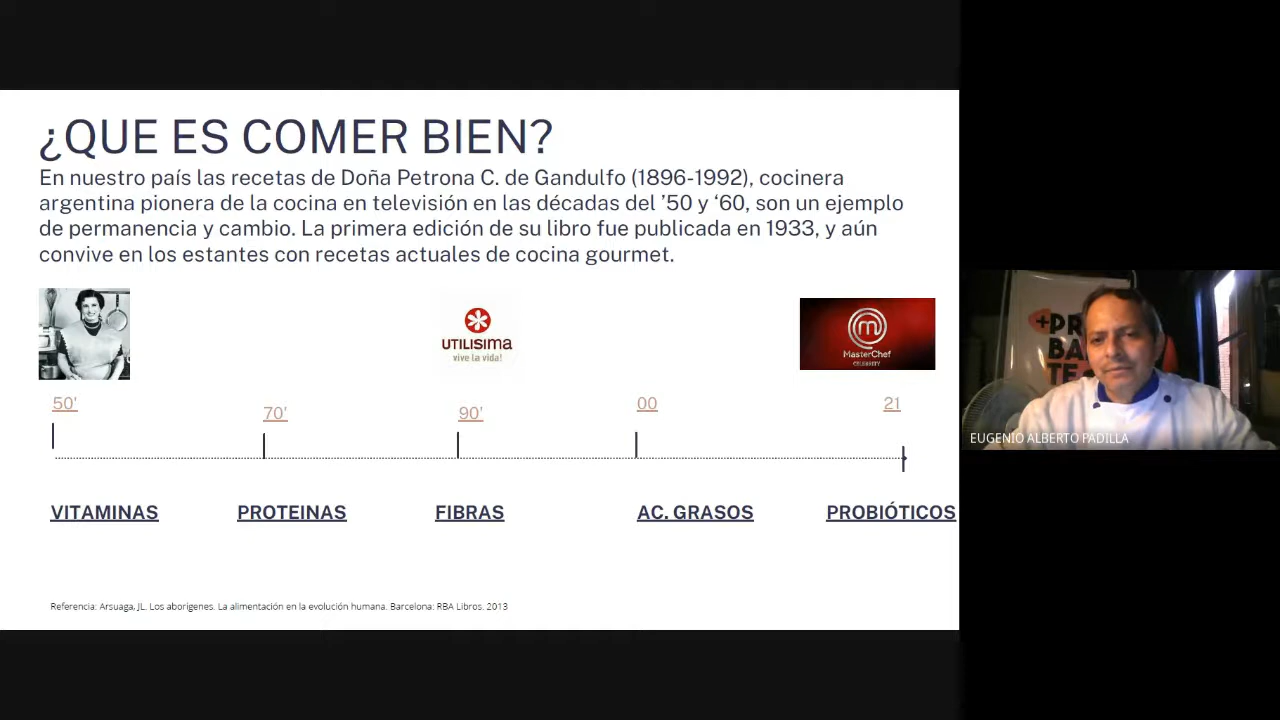 ¿QUE ES COMER BIEN?
En nuestro país las recetas de Doña Petrona C. de Gandulfo (1896-1992), cocinera
argentina pionera de la cocina en televisión en las décadas del ’50 y ‘60, son un ejemplo
de permanencia y cambio. La primera edición de su libro fue publicada en 1933, y aún
convive en los estantes con recetas actuales de cocina gourmet.
UTILISIMA
vive la vida!
m
MasterChef
CELEBRITY
50'
70'
90'
00
21
VITAMINAS
PROTEINAS
FIBRAS
AC. GRASOS
PROBIÓTICOS
Referencia: Arsuaga, JL. Los aborígenes. La alimentación en la evolución humana. Barcelona: RBA Libros. 2013
+PR
BA
TE
EUGENIO ALBERTO PADILLA